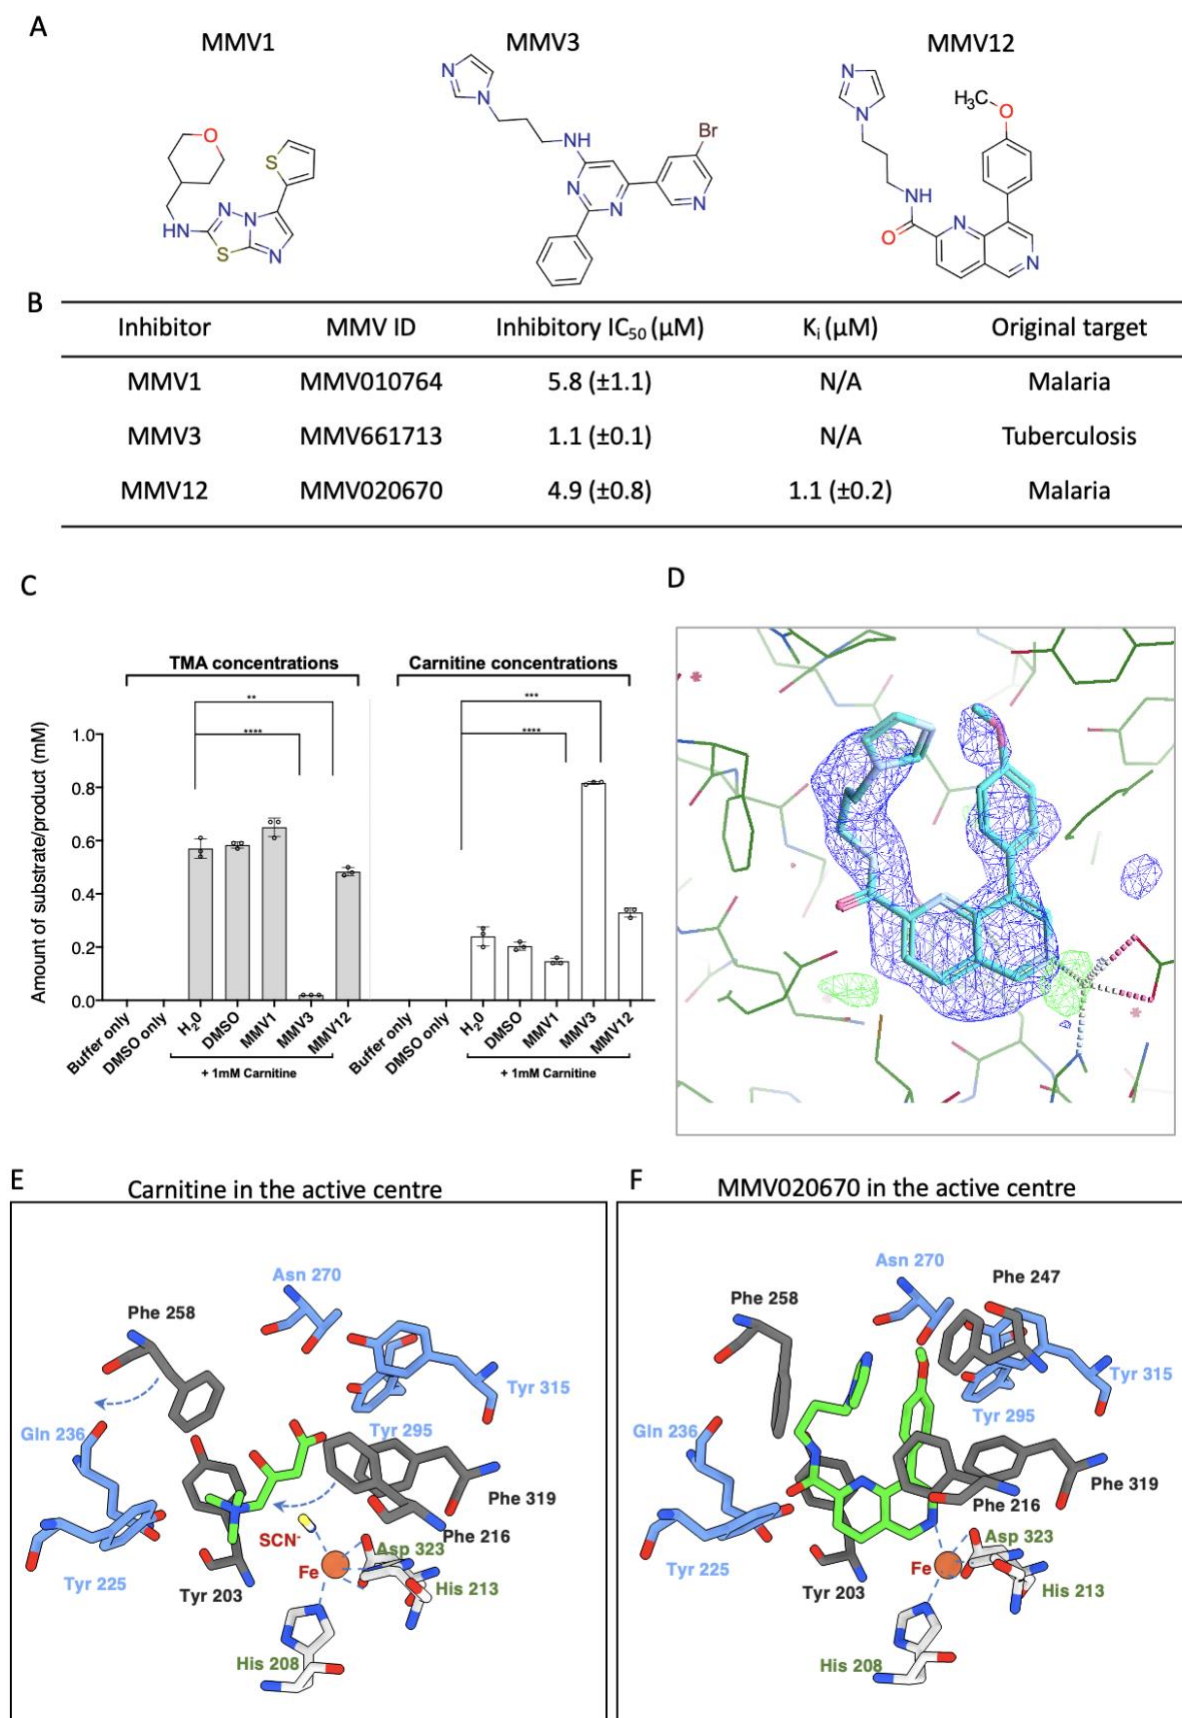 A
MMV1
MMV3
MMV12
N
N
NH
Br
N
N
N
O
S
HN
N
N
S
N
N
N
H₃C
O
NH
O
N
N
B
Inhibitor MMV ID Inhibitory IC₅₀ (µM) Kᵢ (µM) Original target
MMV1 MMV010764 5.8 (±1.1) N/A Malaria
MMV3 MMV661713 1.1 (±0.1) N/A Tuberculosis
MMV12 MMV020670 4.9 (±0.8) 1.1 (±0.2) Malaria
C
TMA concentrations Carnitine concentrations
** ***
**** ****
Amount of substrate/product (mM)
1.0
0.8
0.6
0.4
0.2
0.0
Buffer only
DMSO only
H₂0
DMSO
MMV1
MMV3
MMV12
+ 1mM Carnitine
Buffer only
DMSO only
H₂0
DMSO
MMV1
MMV3
MMV12
+ 1mM Carnitine
D
E
Carnitine in the active centre
Asn 270
Phe 258
Tyr 315
Gln 236
Tyr 295
Phe 319
Phe 216
SCN⁻
Asp 323
Fe
Tyr 225
Tyr 203
His 213
His 208
F
MMV020670 in the active centre
Asn 270
Phe 247
Phe 258
Tyr 315
Tyr 295
Gln 236
Phe 319
Phe 216
Asp 323
Fe
Tyr 225
Tyr 203
His 213
His 208